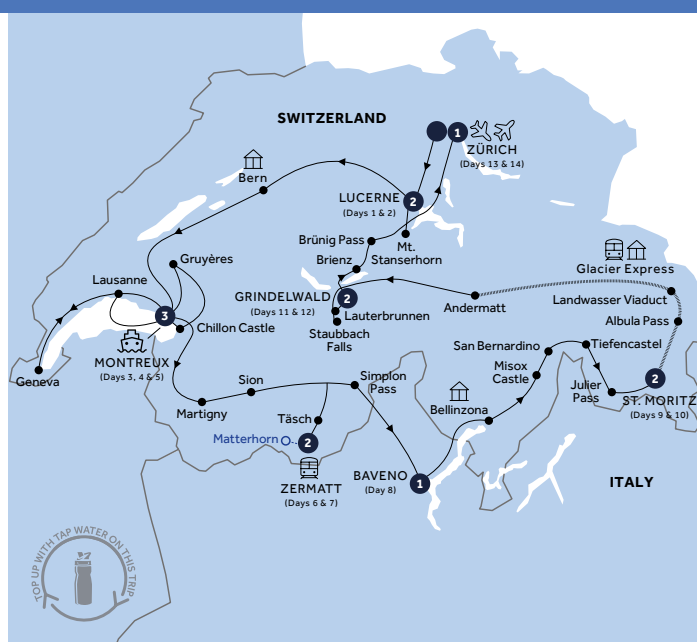 SWITZERLAND
1
ZÜRICH
(Days 13 & 14)
Bern
LUCERNE
2
(Days 1 & 2)
Brünig Pass
Mt.
Stanserhorn
Gruyères
Brienz
Glacier Express
Lausanne
GRINDELWALD
2
(Days 11 & 12)
Lauterbrunnen
Staubbach
Falls
Andermatt
Landwasser Viaduct
Albula Pass
3
Chillon Castle
MONTREUX
(Days 3, 4 & 5)
Geneva
San Bernardino
Tiefencastel
Misox
Castle
Julier
Pass
2
ST. MORITZ
(Days 9 & 10)
Sion
Simplon
Pass
Martigny
Bellinzona
Täsch
Matterhorn
2
ZERMATT
(Days 6 & 7)
BAVENO
1
(Day 8)
ITALY
TOP UP WITH TAP WATER ON THIS TRIP